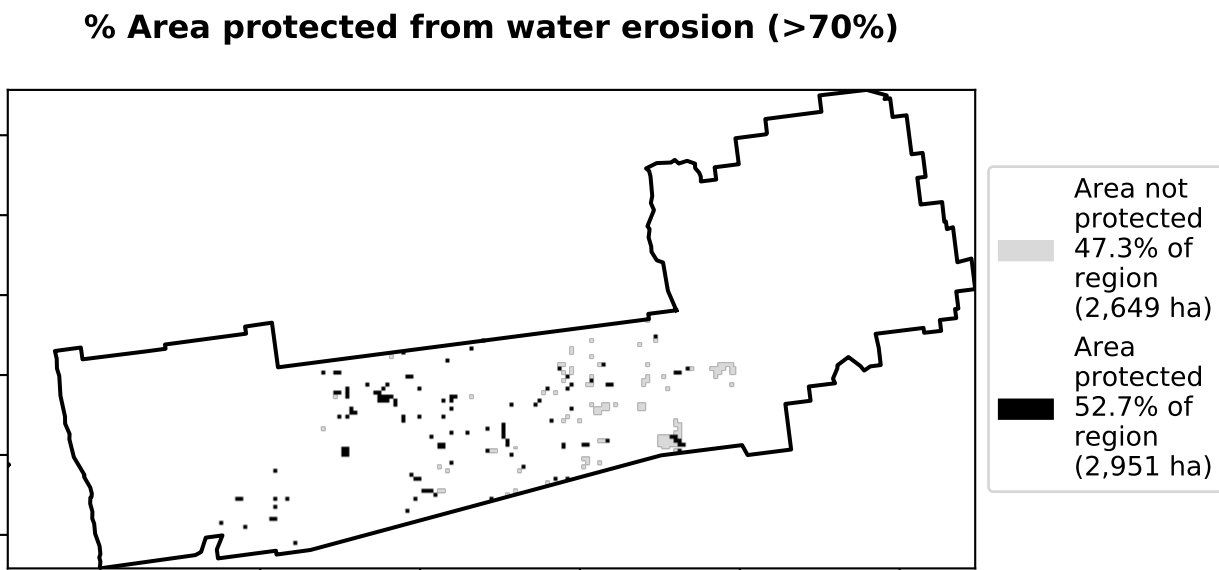 % Area protected from water erosion (>70%)
Area not
protected
47.3% of
region
(2,649 ha)
Area
protected
52.7% of
region
(2,951 ha)